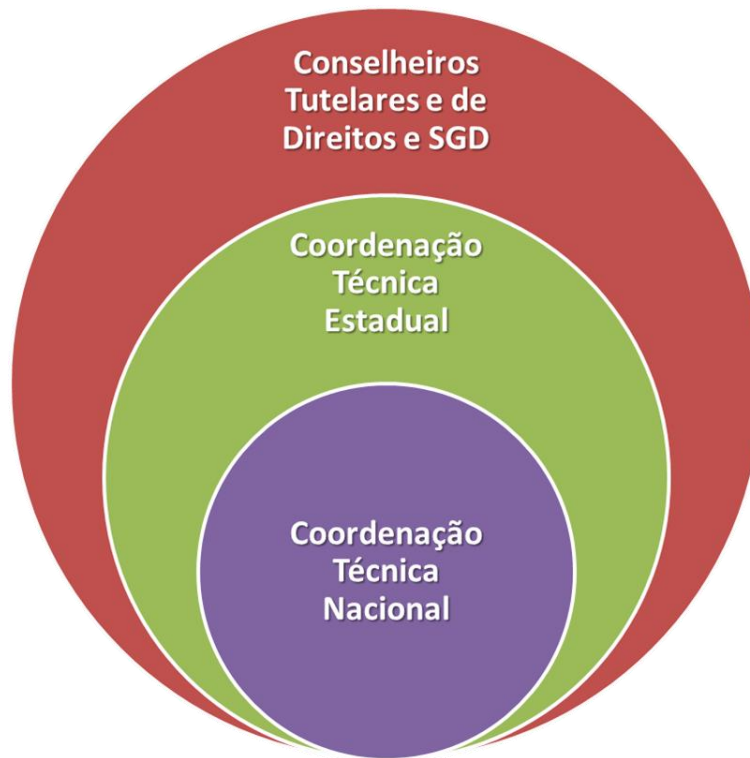 Conselheiros
Tutelares e de
Direitos e SGD
Coordenação
Técnica
Estadual
Coordenação
Técnica
Nacional